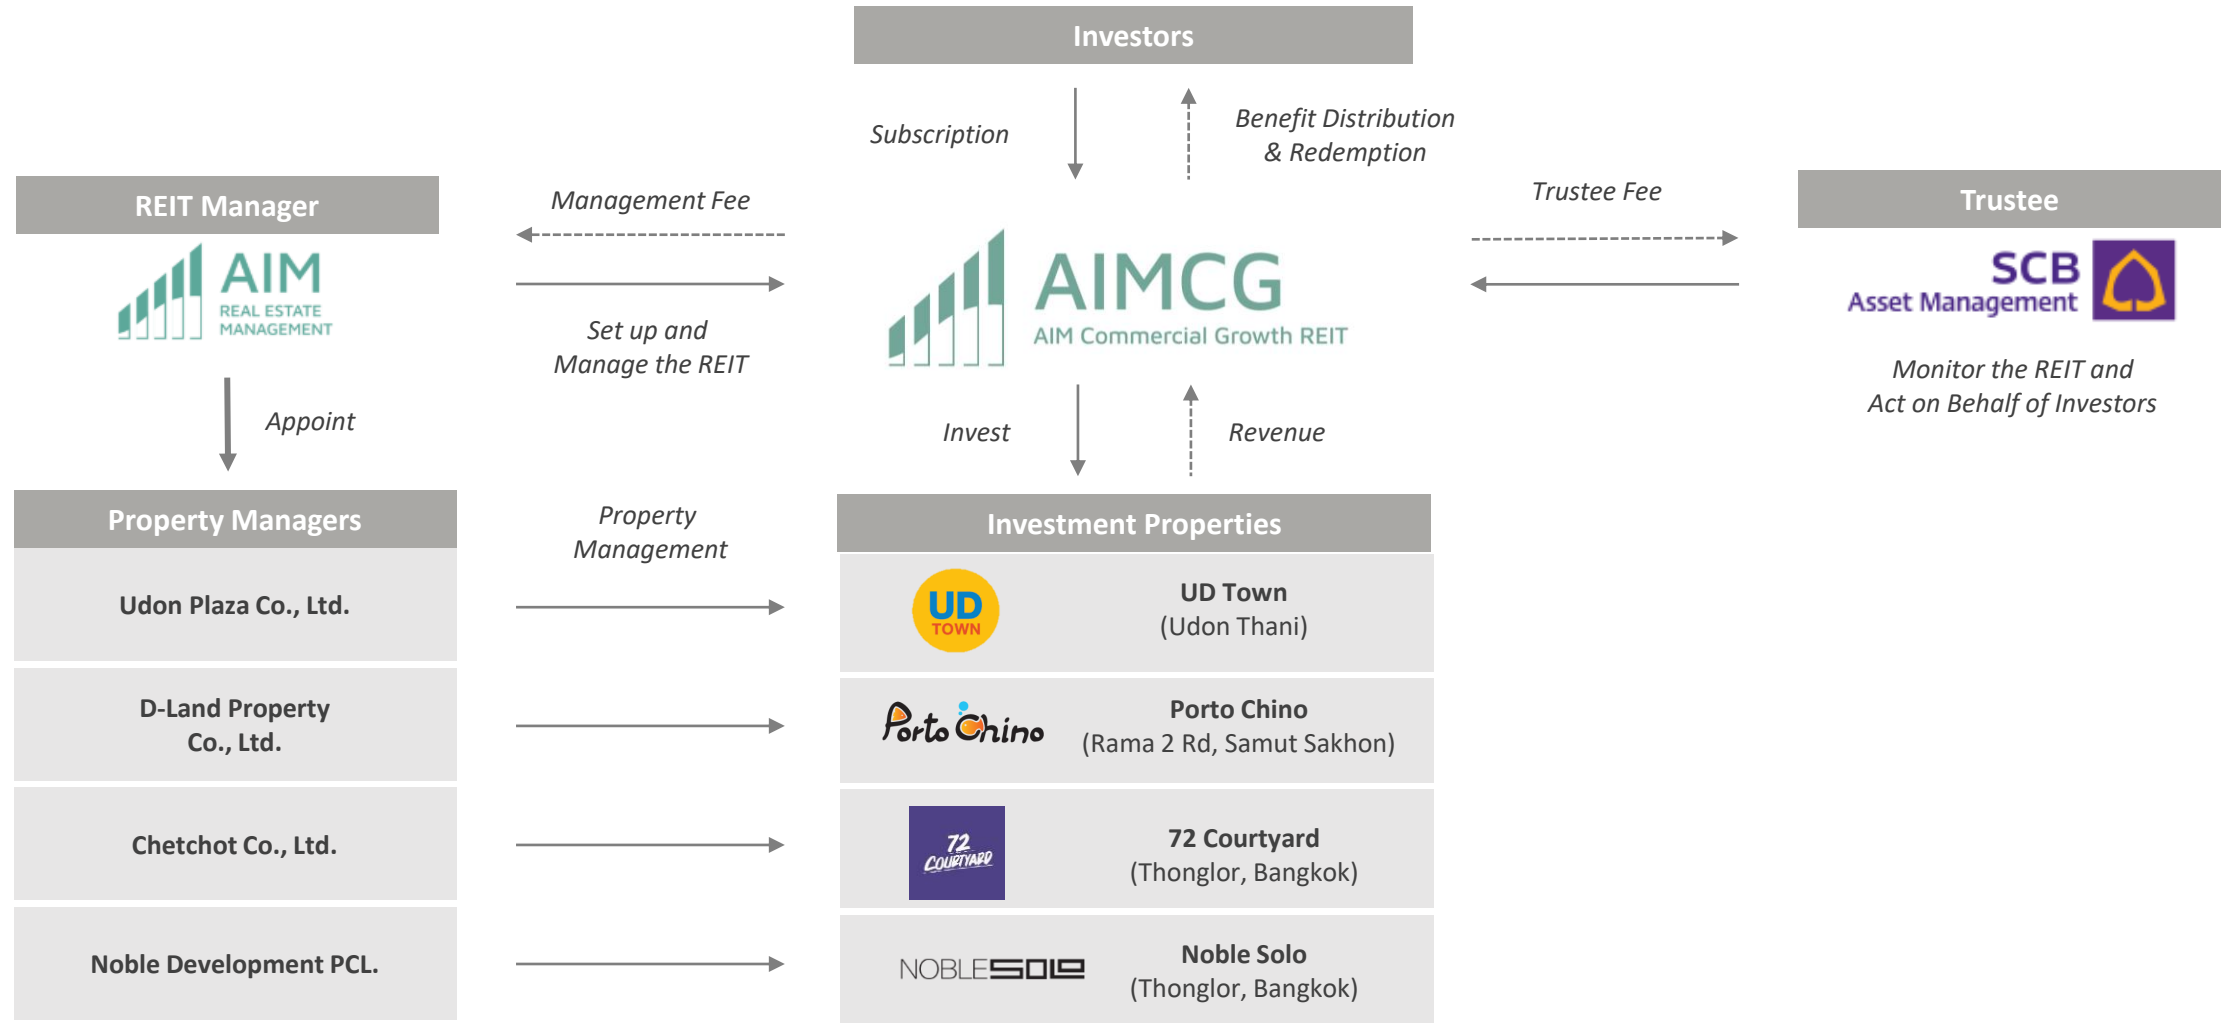 Investors
Subscription
Benefit Distribution
& Redemption
REIT Manager
AIM
REAL ESTATE
MANAGEMENT
Management Fee
Set up and
Manage the REIT
AIMCG
AIM Commercial Growth REIT
Trustee Fee
Trustee
SCB
Asset Management
Monitor the REIT and
Act on Behalf of Investors
Appoint
Invest
Revenue
Property Managers
Property
Management
Investment Properties
Udon Plaza Co., Ltd.
UD
TOWN
UD Town
(Udon Thani)
D-Land Property
Co., Ltd.
Porto Chino
Porto Chino
(Rama 2 Rd, Samut Sakhon)
Chetchot Co., Ltd.
72
COURTYARD
72 Courtyard
(Thonglor, Bangkok)
Noble Development PCL.
NOBLE SOLO
Noble Solo
(Thonglor, Bangkok)